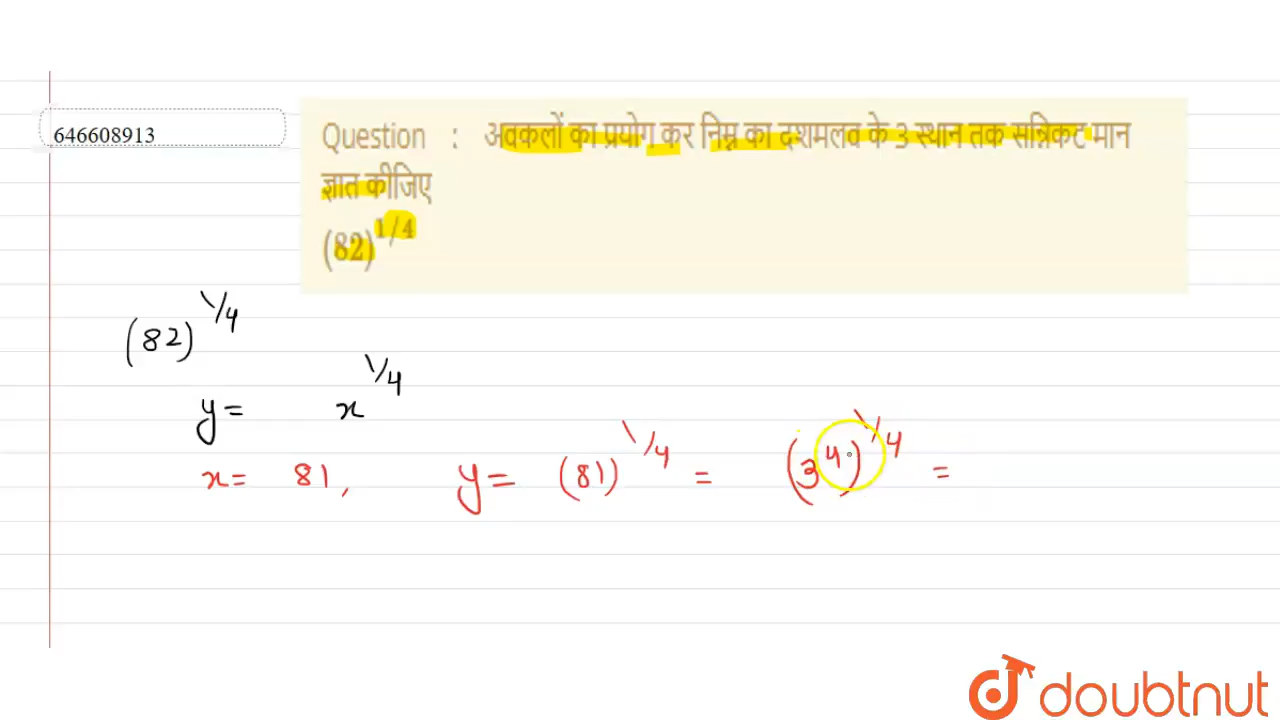 646608913
Question : अवकलों का प्रयोग कर निम्न का दशमलव के 3 स्थान तक सन्निकट मान
ज्ञात कीजिए
(82)^1/4
(82)^1/4
y= x^1/4
x= 81, y= (81)^1/4 = (3^4)^1/4 =
doubtnut